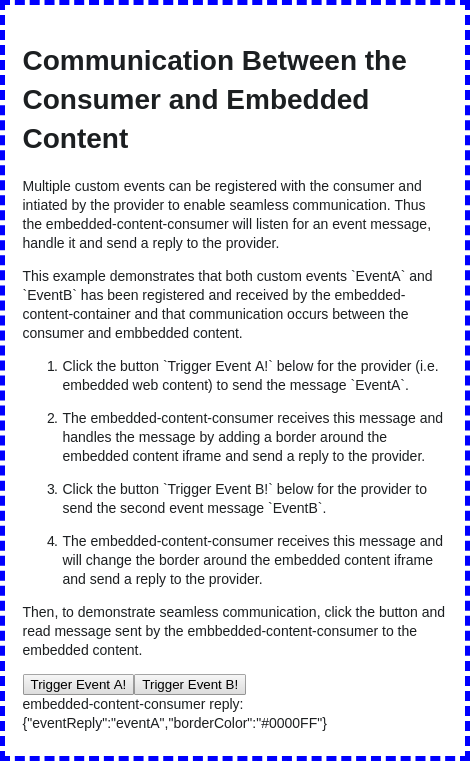 Communication Between the
Consumer and Embedded
Content
Multiple custom events can be registered with the consumer and
intiated by the provider to enable seamless communication. Thus
the embedded-content-consumer will listen for an event message,
handle it and send a reply to the provider.
This example demonstrates that both custom events `EventA` and
`EventB` has been registered and received by the embedded-
content-container and that communication occurs between the
consumer and embbedded content.
1. Click the button `Trigger Event A!` below for the provider (i.e.
embedded web content) to send the message `EventA`.
2. The embedded-content-consumer receives this message and
handles the message by adding a border around the
embedded content iframe and send a reply to the provider.
3. Click the button `Trigger Event B!` below for the provider to
send the second event message `EventB`.
4. The embedded-content-consumer receives this message and
will change the border around the embedded content iframe
and send a reply to the provider.
Then, to demonstrate seamless communication, click the button and
read message sent by the embbedded-content-consumer to the
embedded content.
Trigger Event A! Trigger Event B!
embedded-content-consumer reply:
{"eventReply":"eventA","borderColor":"#0000FF"}